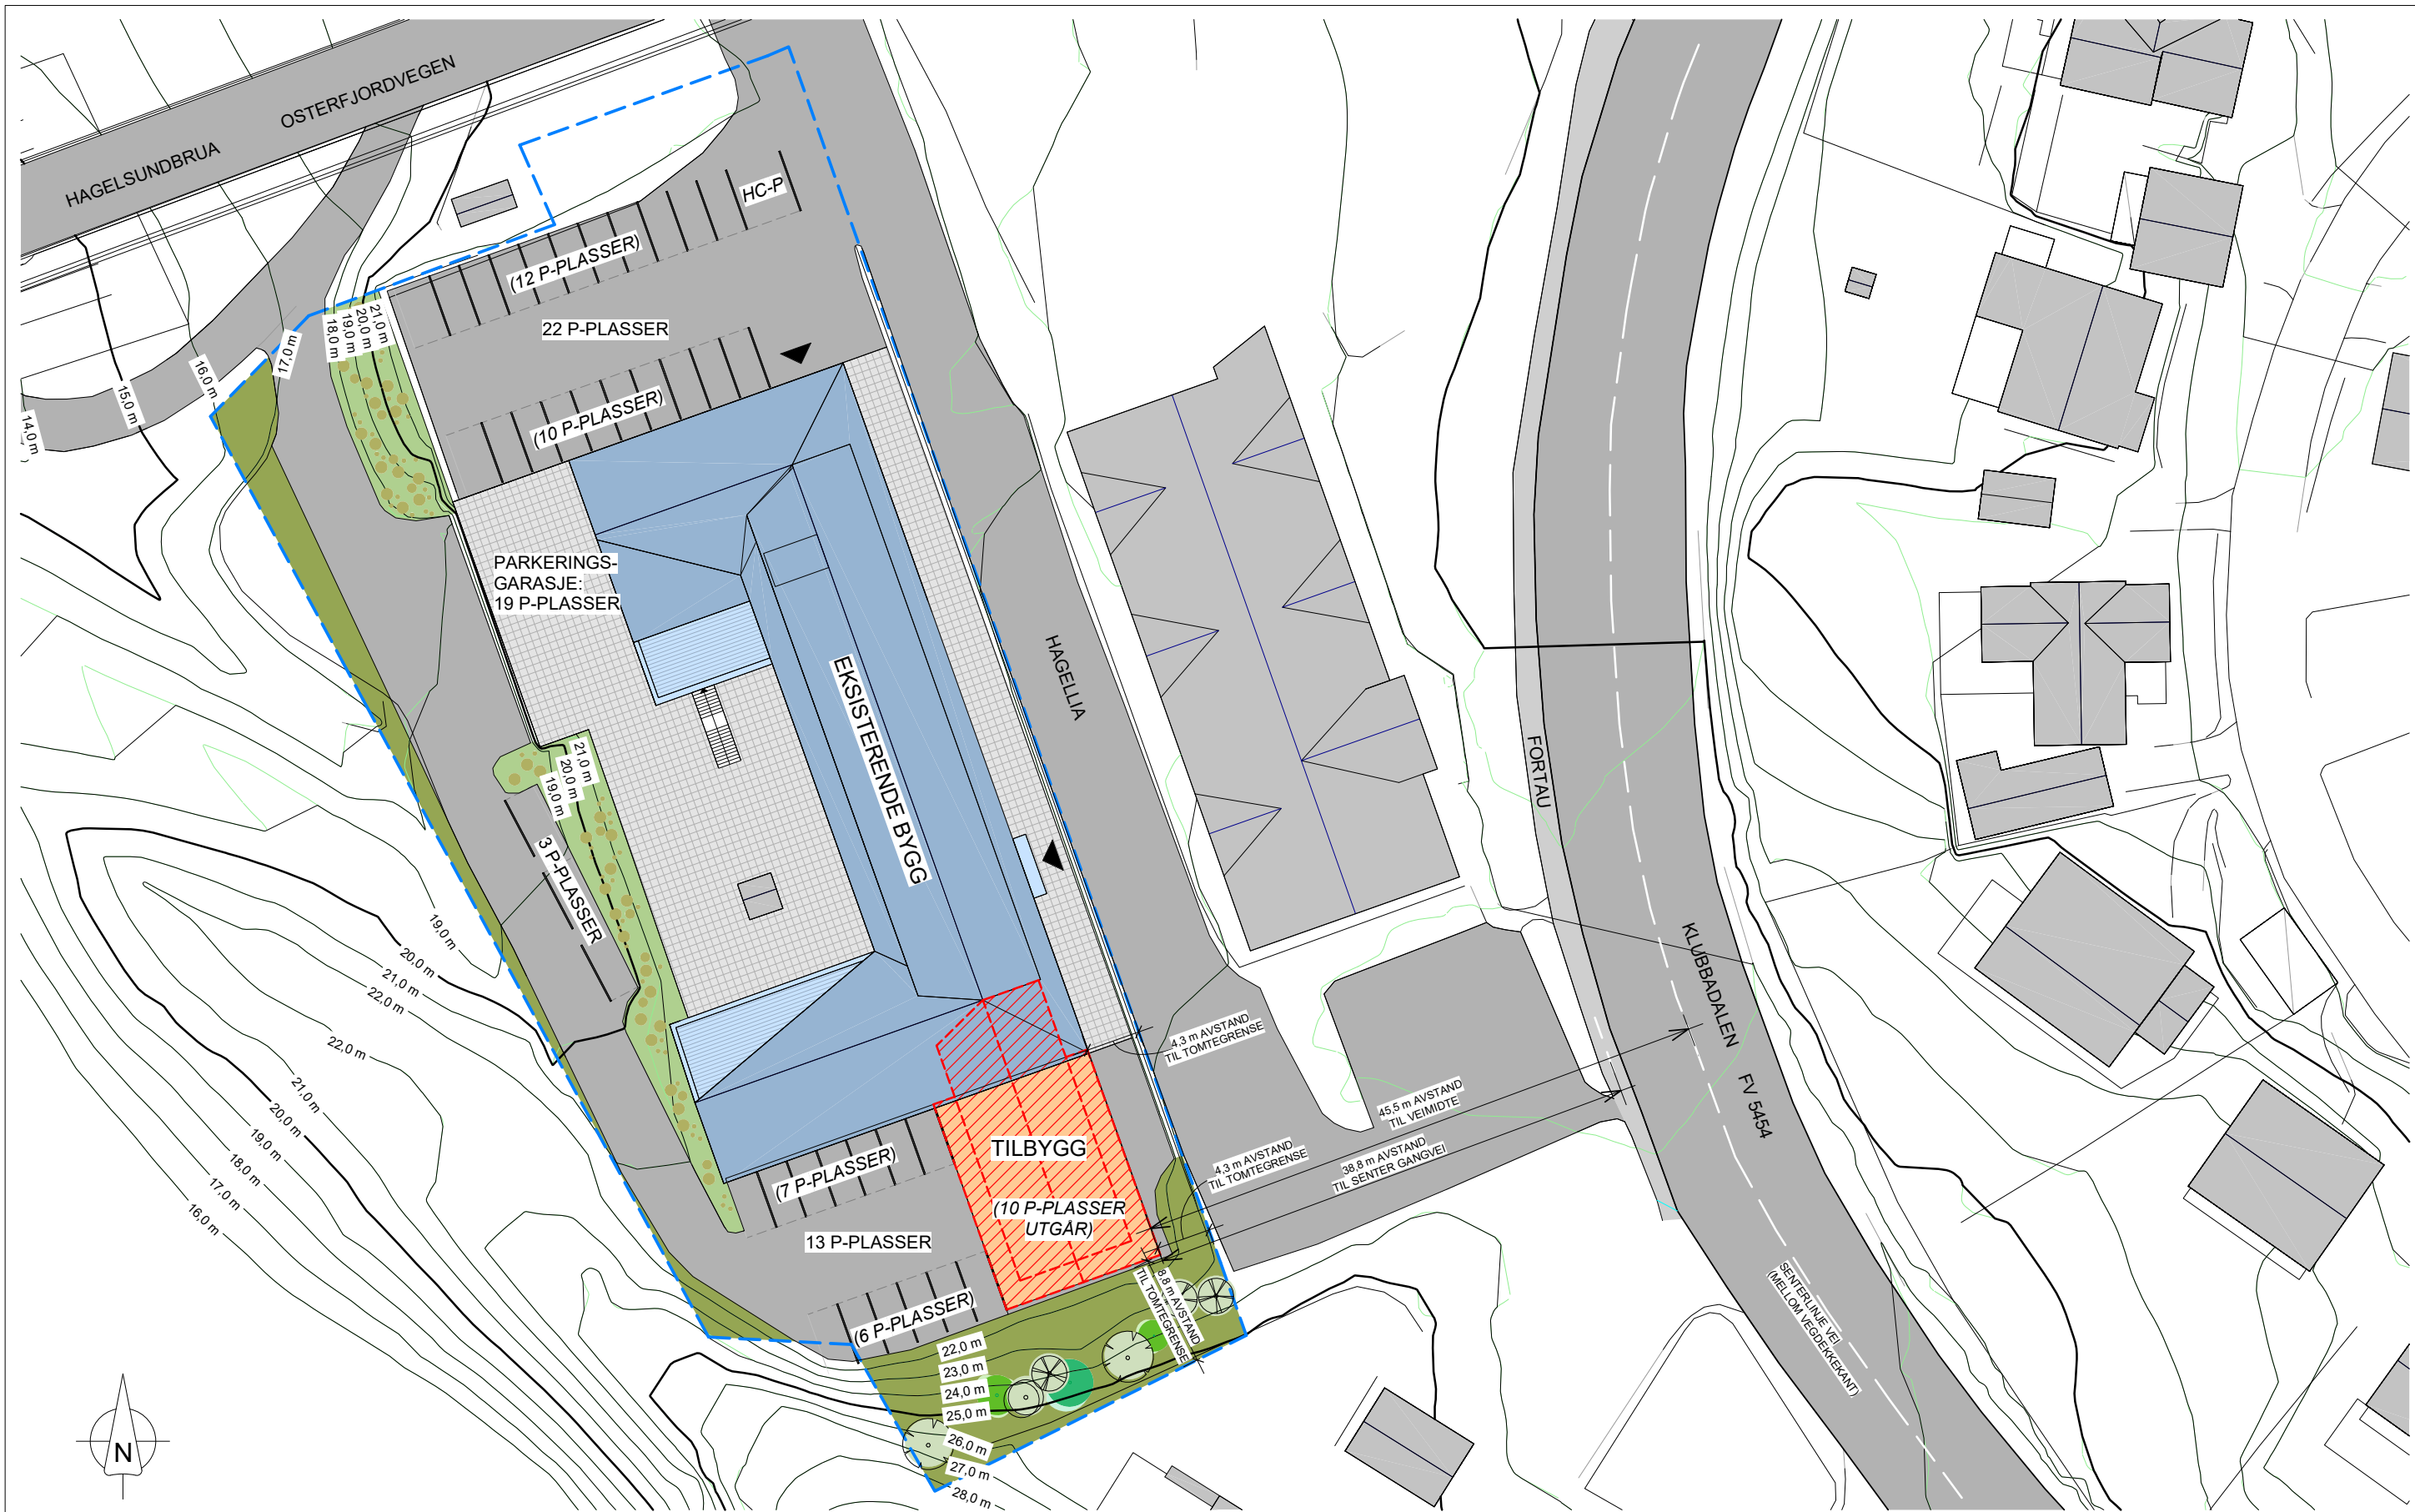 OSTERFJORDVEGEN
HAGELSUNDBRUA
HC-P
(12 P-PLASSER)
22 P-PLASSER
(10 P-PLASSER)
21,0 m
20,0 m
19,0 m
18,0 m
17,0 m
16,0 m
15,0 m
14,0 m
PARKERINGS-
GARASJE:
19 P-PLASSER
EKSISTERENDE BYGG
HAGELLIA
FORTAU
21,0 m
20,0 m
19,0 m
3 P-PLASSER
19,0 m
20,0 m
21,0 m
22,0 m
22,0 m
21,0 m
20,0 m
19,0 m
18,0 m
17,0 m
16,0 m
KLUBBADALEN
FV 5454
4,3 m AVSTAND
TIL TOMTEGRENSE
45,5 m AVSTAND
TIL VEIMIDTE
4,3 m AVSTAND
TIL TOMTEGRENSE
38,8 m AVSTAND
TIL SENTER GANGVEI
TILBYGG
(10 P-PLASSER
UTGÅR)
(7 P-PLASSER)
13 P-PLASSER
(6 P-PLASSER)
8,8 m AVSTAND
TIL TOMTEGRENSE
SENTERLINJE VEI
(MELLOM VEGDEKKEKANT)
22,0 m
23,0 m
24,0 m
25,0 m
26,0 m
27,0 m
28,0 m
N